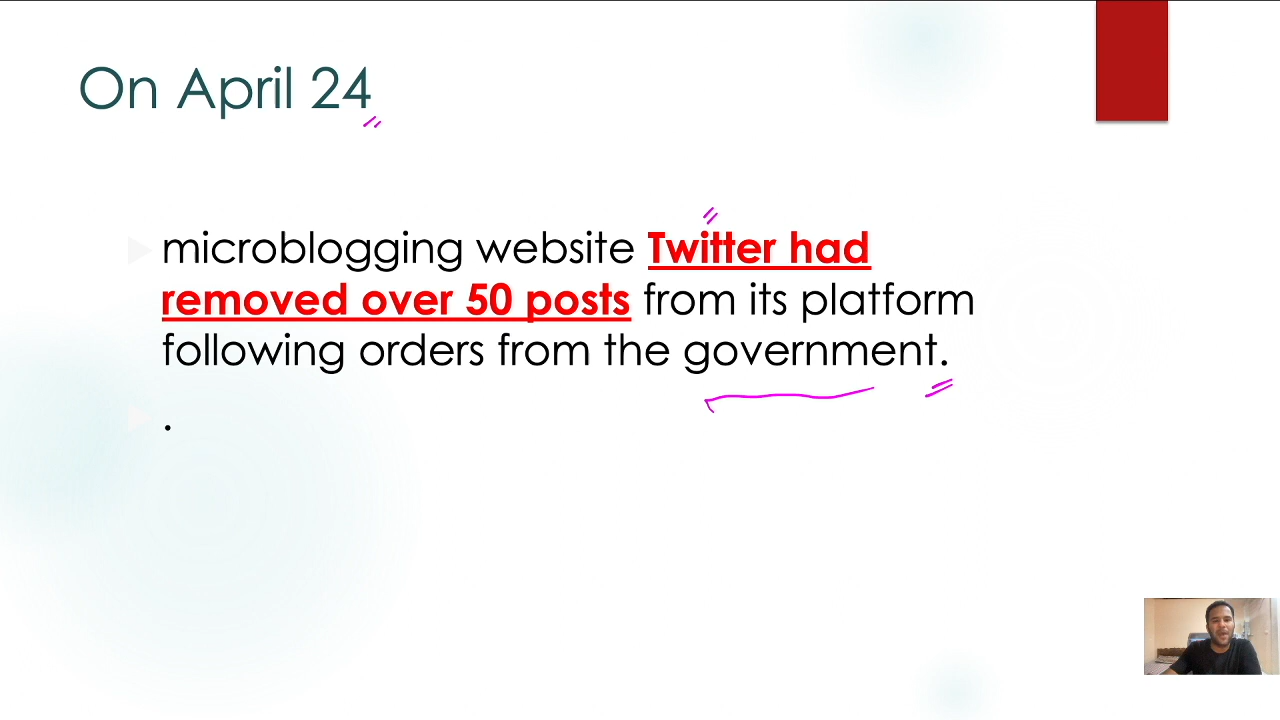 On April 24
microblogging website Twitter had
removed over 50 posts from its platform
following orders from the government.
.